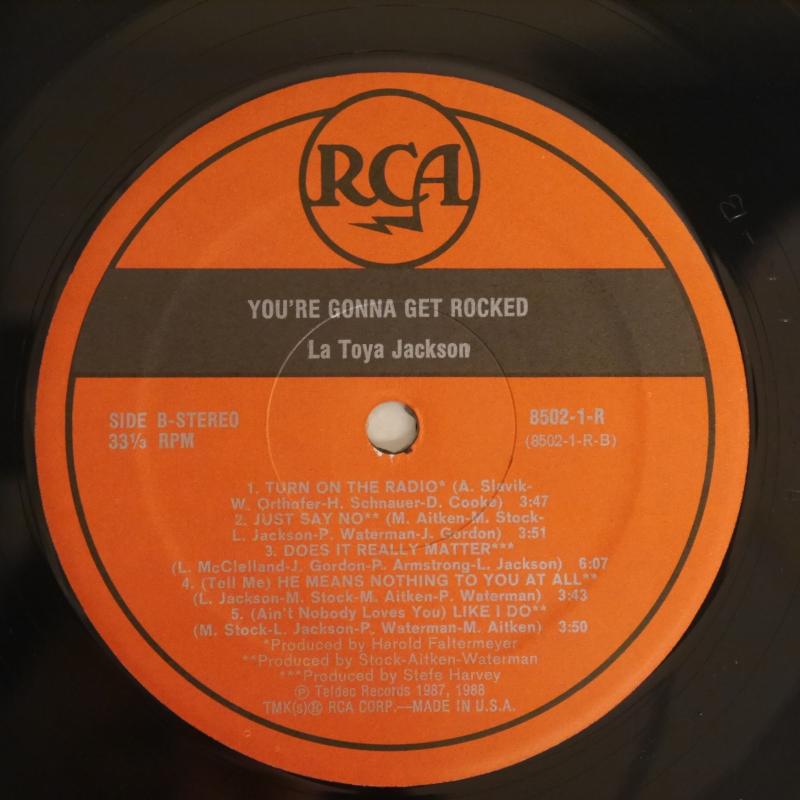 RCA
YOU'RE GONNA GET ROCKED
La Toya Jackson
SIDE B-STEREO
33⅓ RPM
8502-1-R
(8502-1-R-B)
1. TURN ON THE RADIO* (A. Slavik-
W. Orthofer-H. Schnauer-D. Cooke) 3:47
2. JUST SAY NO** (M. Aitken-M. Stock-
L. Jackson-P. Waterman-J. Gordon) 3:51
3. DOES IT REALLY MATTER***
(L. McClelland-J. Gordon-P. Armstrong-L. Jackson) 6:07
4. (Tell Me) HE MEANS NOTHING TO YOU AT ALL**
(L. Jackson-M. Stock-M. Aitken-P. Waterman) 3:43
5. (Ain't Nobody Loves You) LIKE I DO**
(M. Stock-L. Jackson-P. Waterman-M. Aitken) 3:50
*Produced by Harold Faltermeyer
**Produced by Stock-Aitken-Waterman
***Produced by Stefe Harvey
℗ Teldec Records 1987, 1988
TMK(s)® RCA CORP.—MADE IN U.S.A.